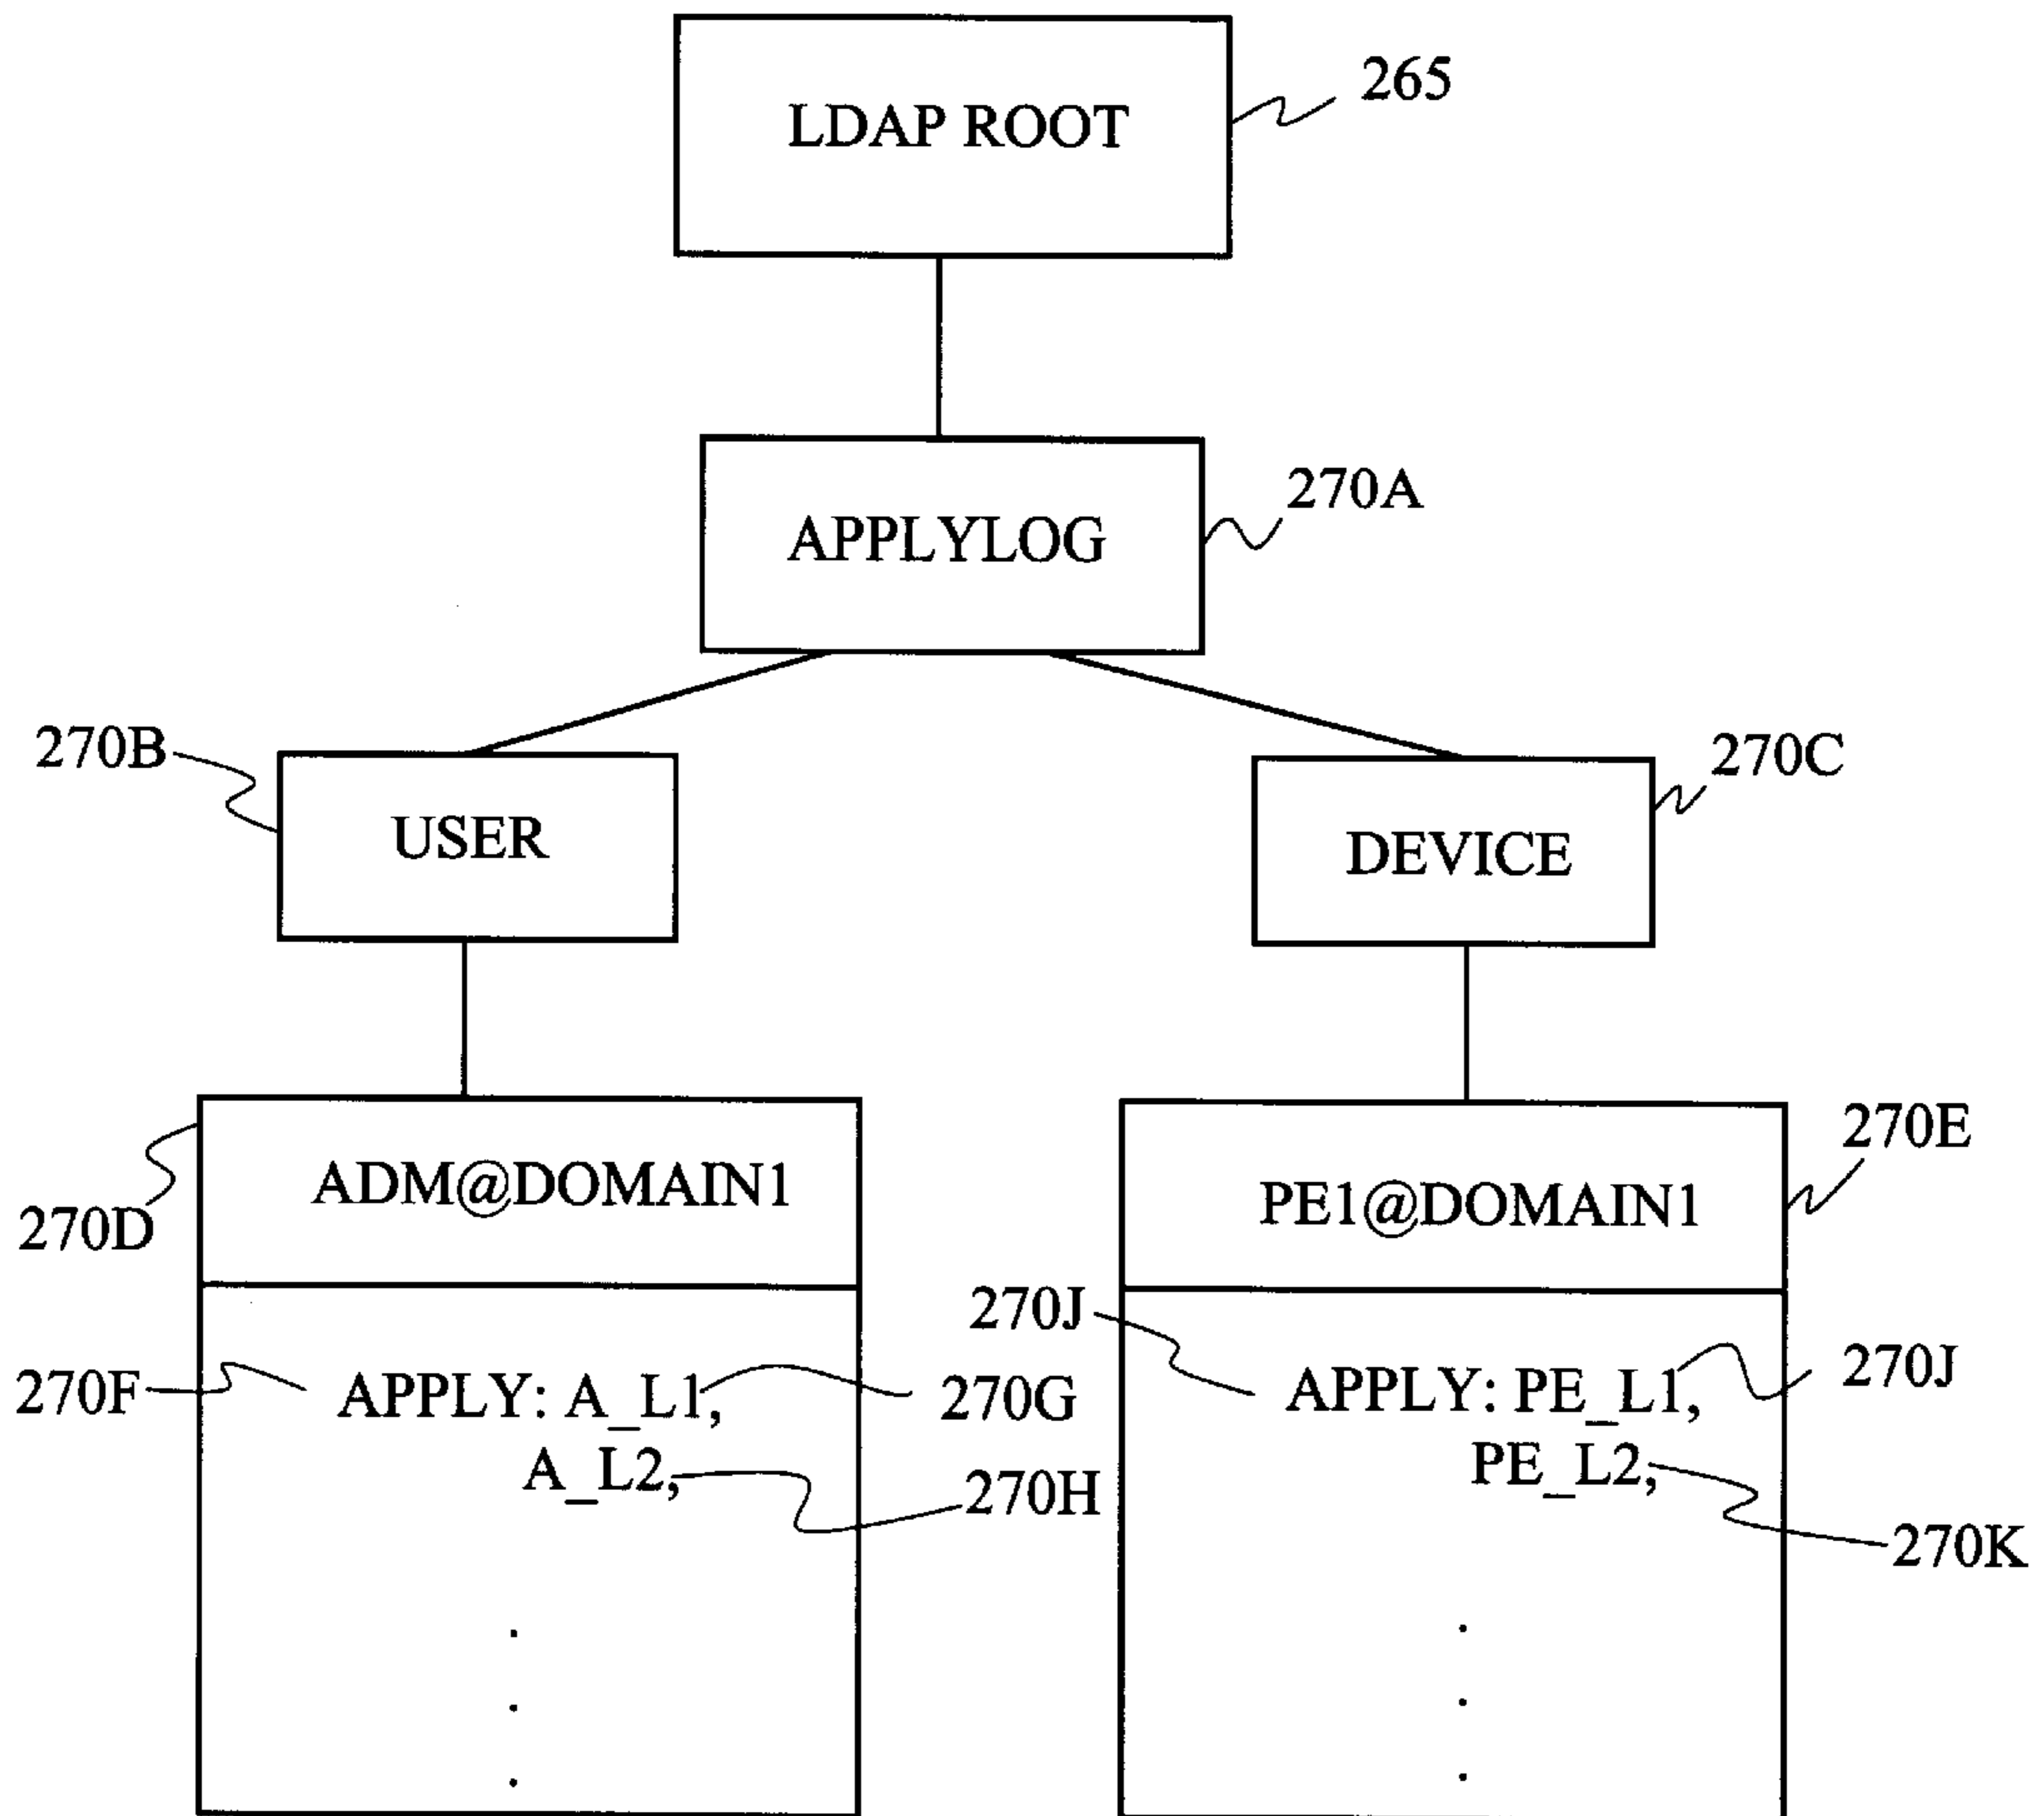 LDAP ROOT
265
APPLYLOG
270A
270B
USER
DEVICE
270C
270D
ADM@DOMAIN1
PE1@DOMAIN1
270E
270F
APPLY: A_L1,
270G
A_L2,
270H
270J
APPLY: PE_L1,
270J
PE_L2,
270K